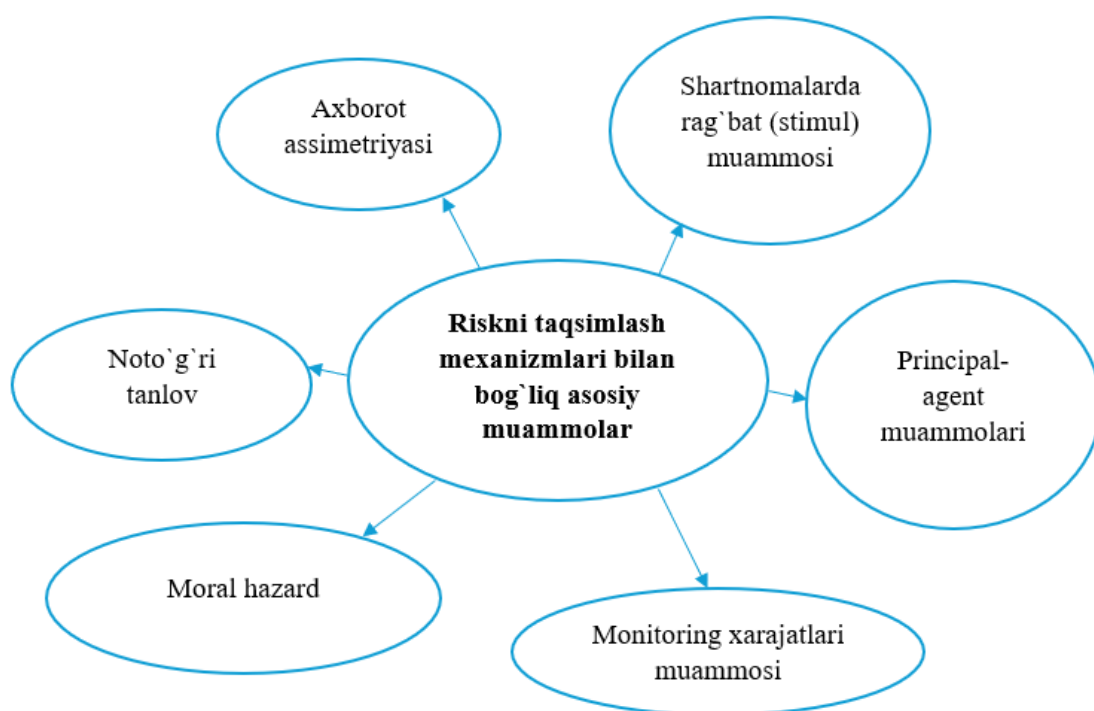 Axborot
assimetriyasi
Shartnomalarda
rag`bat (stimul)
muammosi
Riskni taqsimlash
mexanizmlari bilan
bog`liq asosiy
muammolar
Noto`g`ri
tanlov
Principal-
agent
muammolari
Moral hazard
Monitoring xarajatlari
muammosi